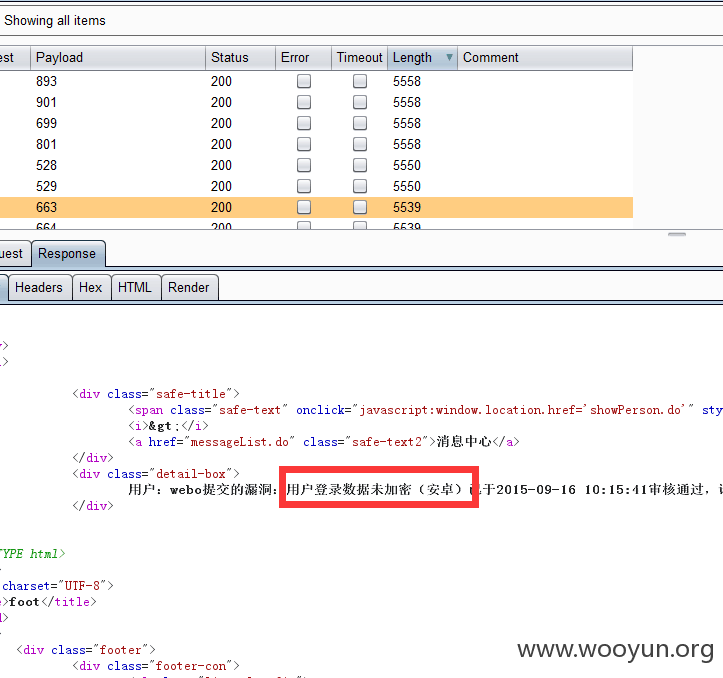 Showing all items
est Payload Status Error Timeout Length Comment
893 200 5558
901 200 5558
699 200 5558
801 200 5558
528 200 5550
529 200 5550
663 200 5539
664 200 5539
uest Response
Headers Hex HTML Render
>
>
<div class="safe-title">
<span class="safe-text" onclick="javascript:window.location.href='showPerson.do'" sty
<i>&gt;</i>
<a href="messageList.do" class="safe-text2">消息中心</a>
</div>
<div class="detail-box">
用户：webo提交的漏洞：用户登录数据未加密（安卓）已于2015-09-16 10:15:41审核通过，
</div>
TYPE html>
>
charset="UTF-8">
>foot</title>
>
<div class="footer">
<div class="footer-con">
www.wooyun.org